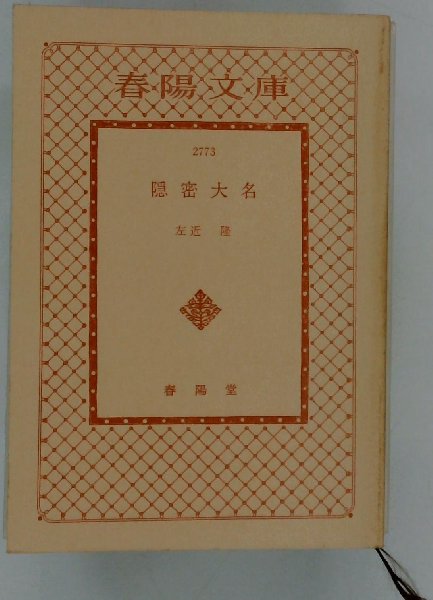 春・陽・文・庫
2773
隠密大名
左近 隆
春陽堂